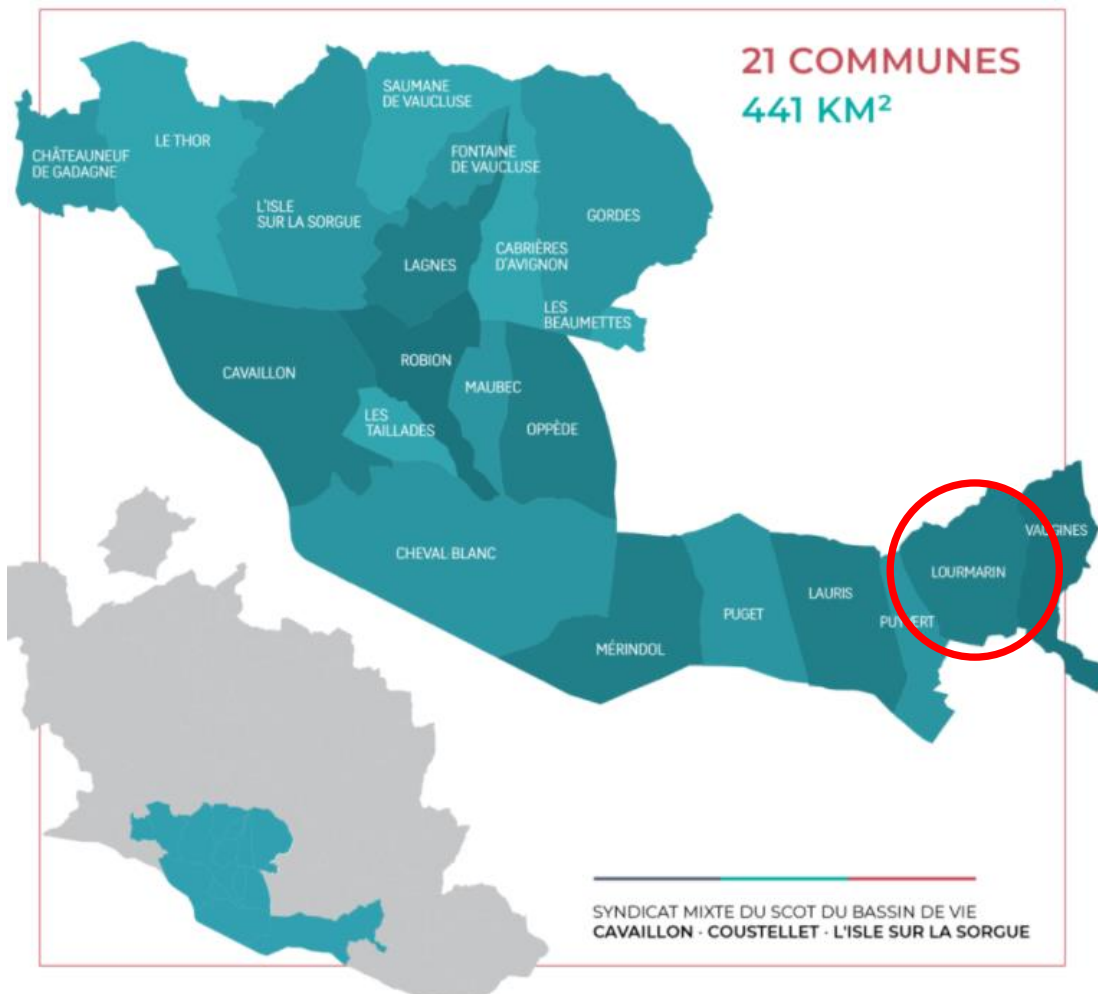 21 COMMUNES
441 KM²
SAUMANE
DE VAUCLUSE
LE THOR
CHÂTEAUNEUF
DE GADAGNE
FONTAINE
DE VAUCLUSE
L'ISLE
SUR LA SORGUE
GORDES
CABRIÈRES
D'AVIGNON
LAGNES
LES
BEAUMETTES
ROBION
CAVAILLON
MAUBEC
LES
TAILLADES
OPPÈDE
CHEVAL BLANC
VAUGINES
LOURMARIN
LAURIS
PUGET
PUYVERT
MÉRINDOL
SYNDICAT MIXTE DU SCOT DU BASSIN DE VIE
CAVAILLON · COUSTELLET · L'ISLE SUR LA SORGUE